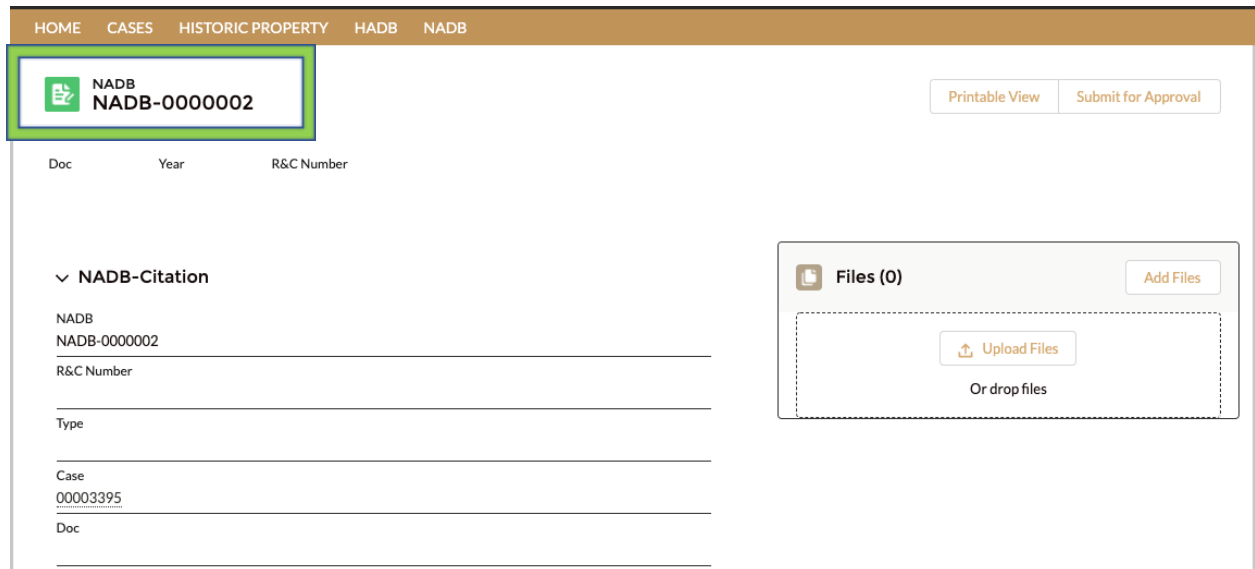 HOME CASES HISTORIC PROPERTY HADB NADB
NADB
NADB-0000002
Printable View Submit for Approval
Doc Year R&C Number
NADB-Citation
NADB
NADB-0000002
R&C Number
Type
Case
00003395
Doc
Files (0) Add Files
Upload Files
Or drop files